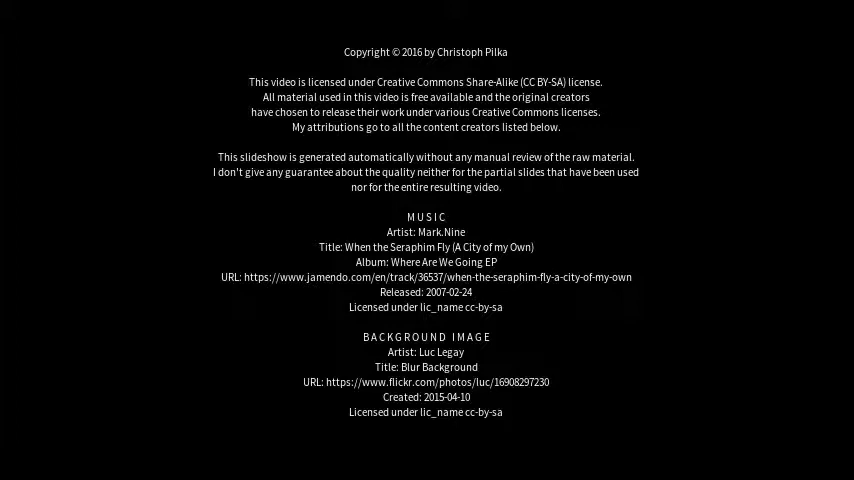 Copyright © 2016 by Christoph Pilka
This video is licensed under Creative Commons Share-Alike (CC BY-SA) license.
All material used in this video is free available and the original creators
have chosen to release their work under various Creative Commons licenses.
My attributions go to all the content creators listed below.
This slideshow is generated automatically without any manual review of the raw material.
I don't give any guarantee about the quality neither for the partial slides that have been used
nor for the entire resulting video.
MUSIC
Artist: Mark.Nine
Title: When the Seraphim Fly (A City of my Own)
Album: Where Are We Going EP
URL: https://www.jamendo.com/en/track/36537/when-the-seraphim-fly-a-city-of-my-own
Released: 2007-02-24
Licensed under lic_name cc-by-sa
BACKGROUND IMAGE
Artist: Luc Legay
Title: Blur Background
URL: https://www.flickr.com/photos/luc/16908297230
Created: 2015-04-10
Licensed under lic_name cc-by-sa